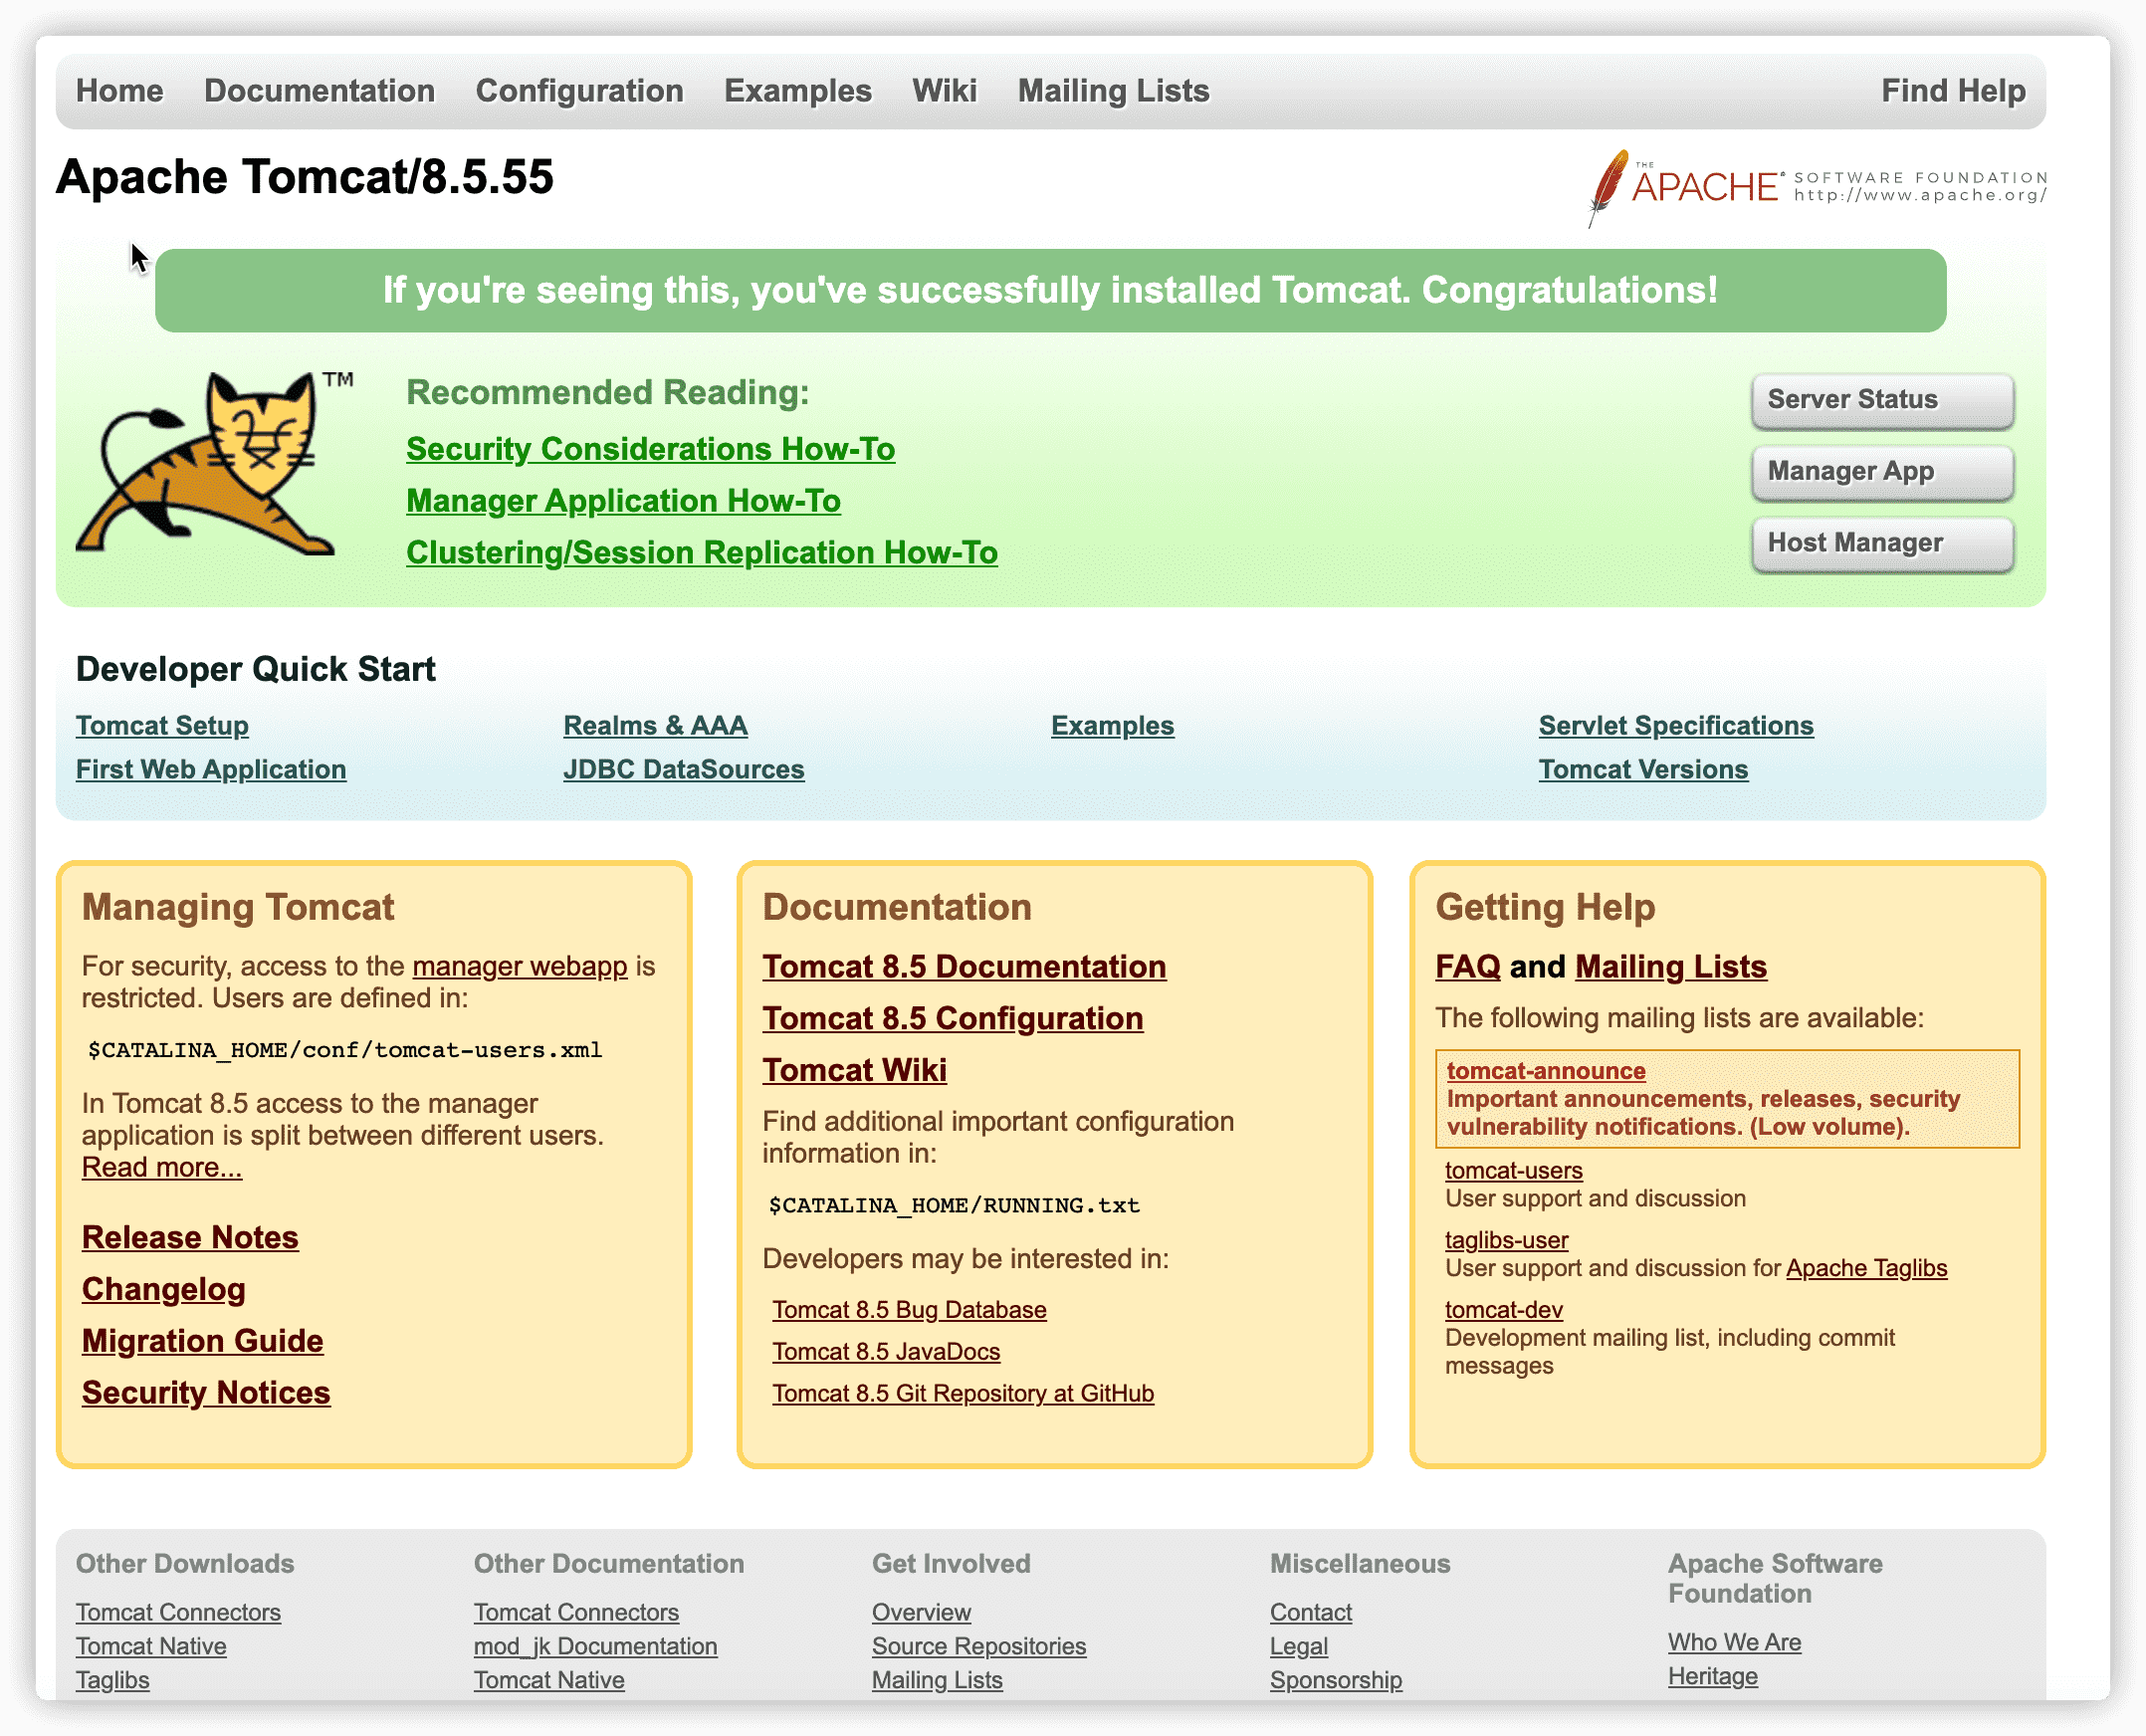 Home Documentation Configuration Examples Wiki Mailing Lists Find Help
Apache Tomcat/8.5.55
THE APACHE® SOFTWARE FOUNDATION
http://www.apache.org/
If you're seeing this, you've successfully installed Tomcat. Congratulations!
TM
Recommended Reading:
Security Considerations How-To
Manager Application How-To
Clustering/Session Replication How-To
Server Status
Manager App
Host Manager
Developer Quick Start
Tomcat Setup
First Web Application
Realms & AAA
JDBC DataSources
Examples
Servlet Specifications
Tomcat Versions
Managing Tomcat
For security, access to the manager webapp is
restricted. Users are defined in:
$CATALINA_HOME/conf/tomcat-users.xml
In Tomcat 8.5 access to the manager
application is split between different users.
Read more...
Release Notes
Changelog
Migration Guide
Security Notices
Documentation
Tomcat 8.5 Documentation
Tomcat 8.5 Configuration
Tomcat Wiki
Find additional important configuration
information in:
$CATALINA_HOME/RUNNING.txt
Developers may be interested in:
Tomcat 8.5 Bug Database
Tomcat 8.5 JavaDocs
Tomcat 8.5 Git Repository at GitHub
Getting Help
FAQ and Mailing Lists
The following mailing lists are available:
tomcat-announce
Important announcements, releases, security
vulnerability notifications. (Low volume).
tomcat-users
User support and discussion
taglibs-user
User support and discussion for Apache Taglibs
tomcat-dev
Development mailing list, including commit
messages
Other Downloads
Tomcat Connectors
Tomcat Native
Taglibs
Other Documentation
Tomcat Connectors
mod_jk Documentation
Tomcat Native
Get Involved
Overview
Source Repositories
Mailing Lists
Miscellaneous
Contact
Legal
Sponsorship
Apache Software
Foundation
Who We Are
Heritage